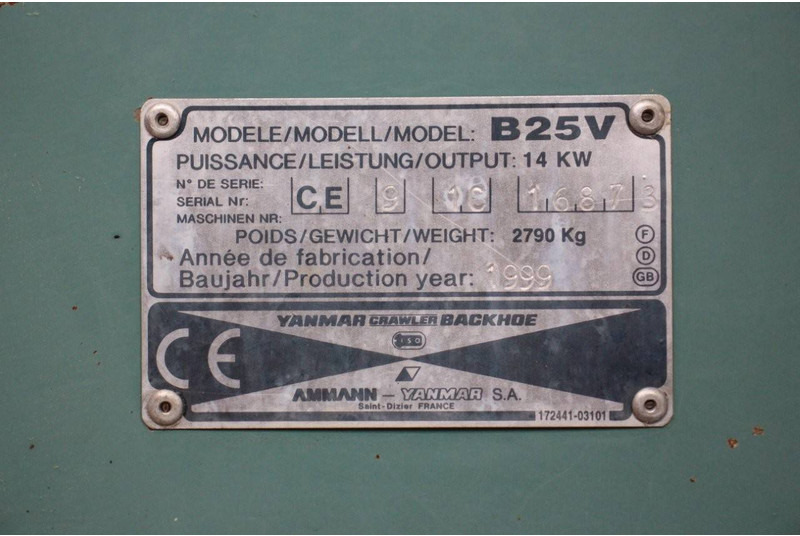 MODELE/MODELL/MODEL: B25V
PUISSANCE/LEISTUNG/OUTPUT: 14 KW
N° DE SERIE:
SERIAL Nr:
MASCHINEN NR:
CE 9 1C 16873
POIDS/GEWICHT/WEIGHT: 2790 Kg
Année de fabrication/
Baujahr/Production year: 1999
F
D
GB
YANMAR CRAWLER BACKHOE
ISO
CE
AMMANN – YANMAR S.A.
Saint-Dizier FRANCE
172441-03101